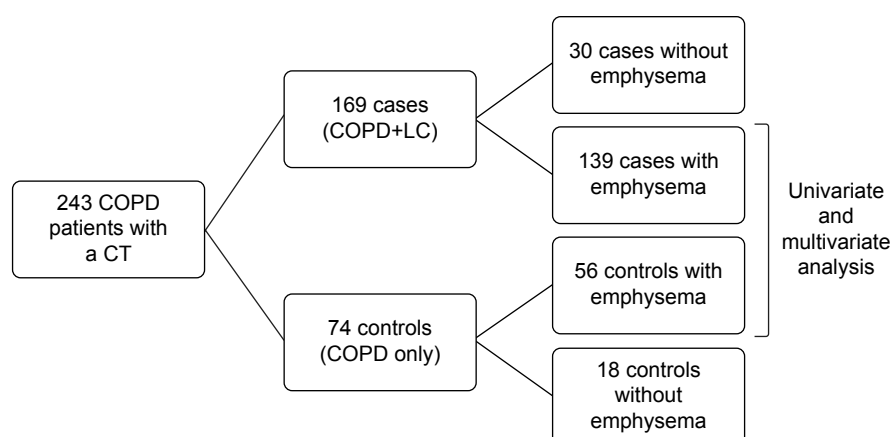 243 COPD
patients with
a CT
169 cases
(COPD+LC)
74 controls
(COPD only)
30 cases without
emphysema
139 cases with
emphysema
56 controls with
emphysema
18 controls
without
emphysema
Univariate
and
multivariate
analysis